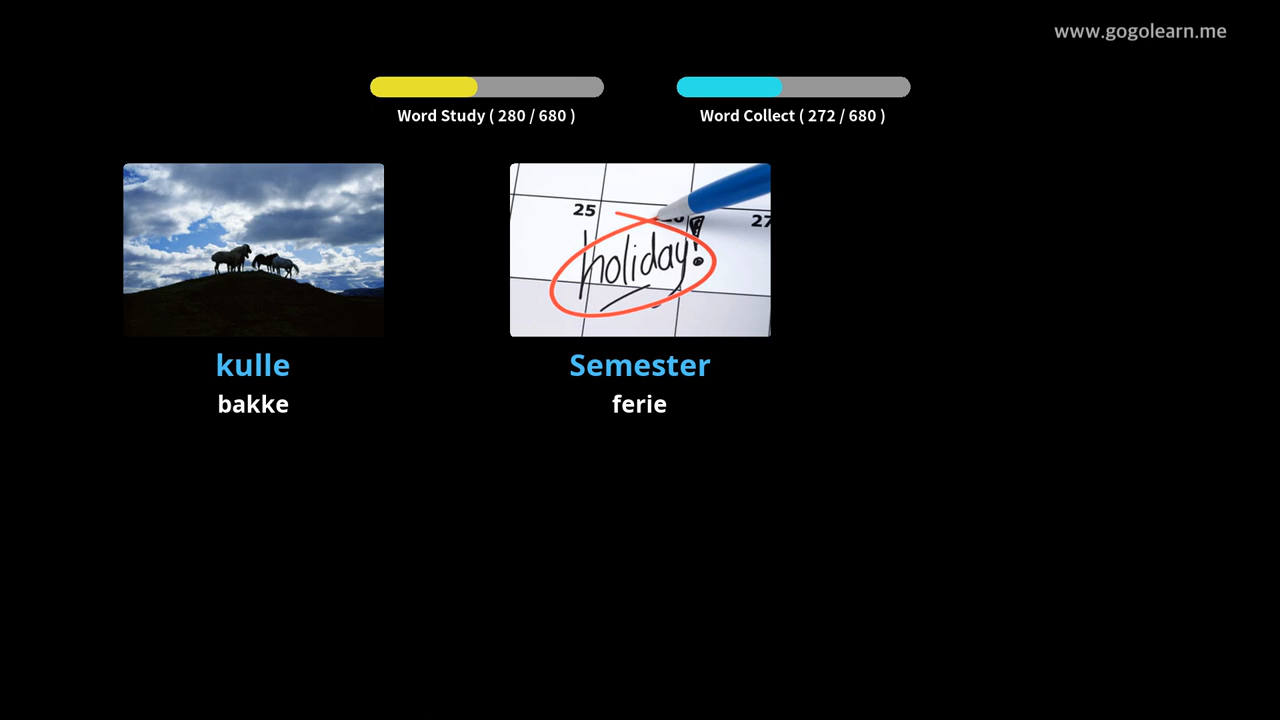 www.gogolearn.me
Word Study ( 280 / 680 )
Word Collect ( 272 / 680 )
25
27
holiday!
kulle
Semester
bakke
ferie